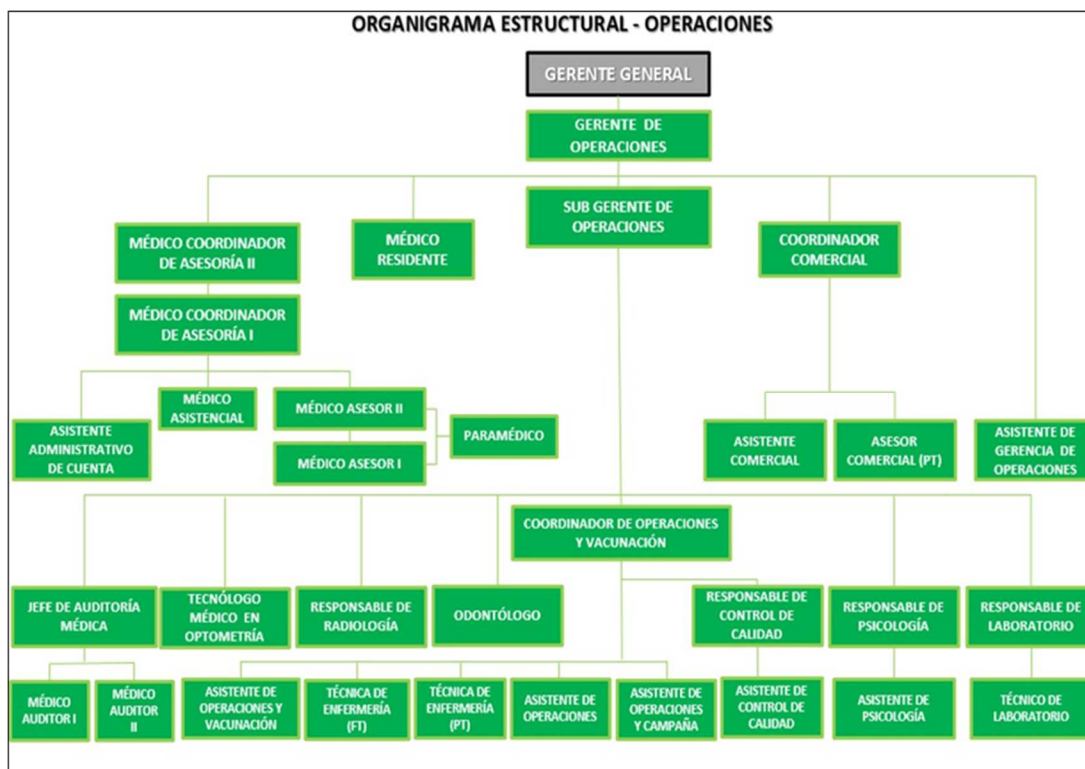 ORGANIGRAMA ESTRUCTURAL - OPERACIONES
GERENTE GENERAL
GERENTE DE
OPERACIONES
SUB GERENTE DE
OPERACIONES
MÉDICO COORDINADOR
DE ASESORÍA II
MÉDICO
RESIDENTE
COORDINADOR
COMERCIAL
MÉDICO COORDINADOR
DE ASESORÍA I
ASISTENTE
ADMINISTRATIVO
DE CUENTA
MÉDICO
ASISTENCIAL
MÉDICO ASESOR II
MÉDICO ASESOR I
PARAMÉDICO
ASISTENTE
COMERCIAL
ASESOR
COMERCIAL (PT)
ASISTENTE DE
GERENCIA DE
OPERACIONES
COORDINADOR DE OPERACIONES
Y VACUNACIÓN
JEFE DE AUDITORÍA
MÉDICA
TECNÓLOGO
MÉDICO EN
OPTOMETRÍA
RESPONSABLE DE
RADIOLOGÍA
ODONTÓLOGO
RESPONSABLE DE
CONTROL DE
CALIDAD
RESPONSABLE DE
PSICOLOGÍA
RESPONSABLE DE
LABORATORIO
MÉDICO
AUDITOR I
MÉDICO
AUDITOR
II
ASISTENTE DE
OPERACIONES Y
VACUNACIÓN
TÉCNICA DE
ENFERMERÍA
(FT)
TÉCNICA DE
ENFERMERÍA
(PT)
ASISTENTE DE
OPERACIONES
ASISTENTE DE
OPERACIONES
Y CAMPAÑA
ASISTENTE DE
CONTROL DE
CALIDAD
ASISTENTE DE
PSICOLOGÍA
TÉCNICO DE
LABORATORIO